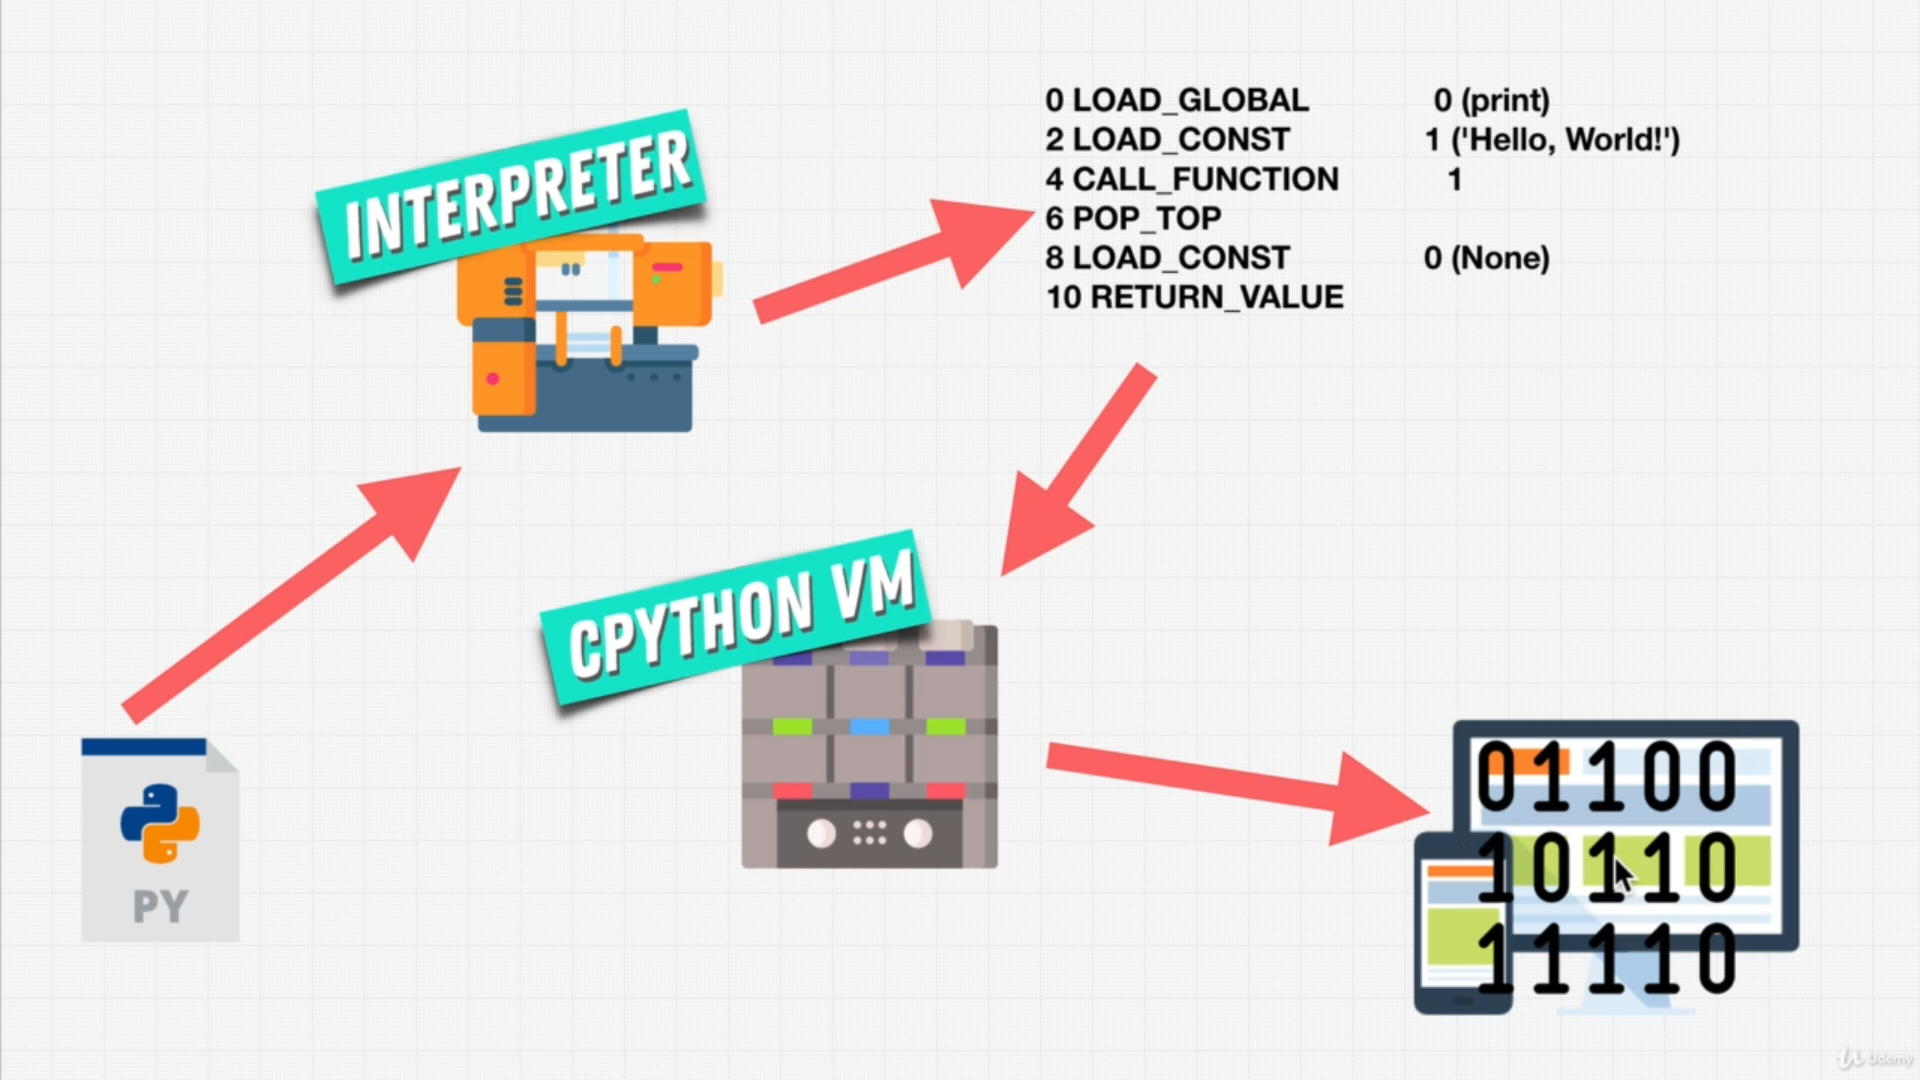 INTERPRETER
0 LOAD_GLOBAL 0 (print)
2 LOAD_CONST 1 ('Hello, World!')
4 CALL_FUNCTION 1
6 POP_TOP
8 LOAD_CONST 0 (None)
10 RETURN_VALUE
CPYTHON VM
PY
01100
10110
11110
Udemy